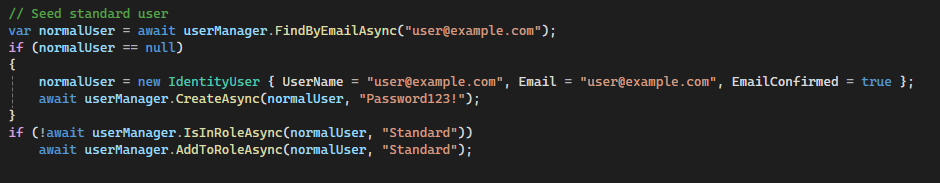 // Seed standard user
var normalUser = await userManager.FindByEmailAsync("user@example.com");
if (normalUser == null)
{
    normalUser = new IdentityUser { UserName = "user@example.com", Email = "user@example.com", EmailConfirmed = true };
    await userManager.CreateAsync(normalUser, "Password123!");
}
if (!await userManager.IsInRoleAsync(normalUser, "Standard"))
    await userManager.AddToRoleAsync(normalUser, "Standard");